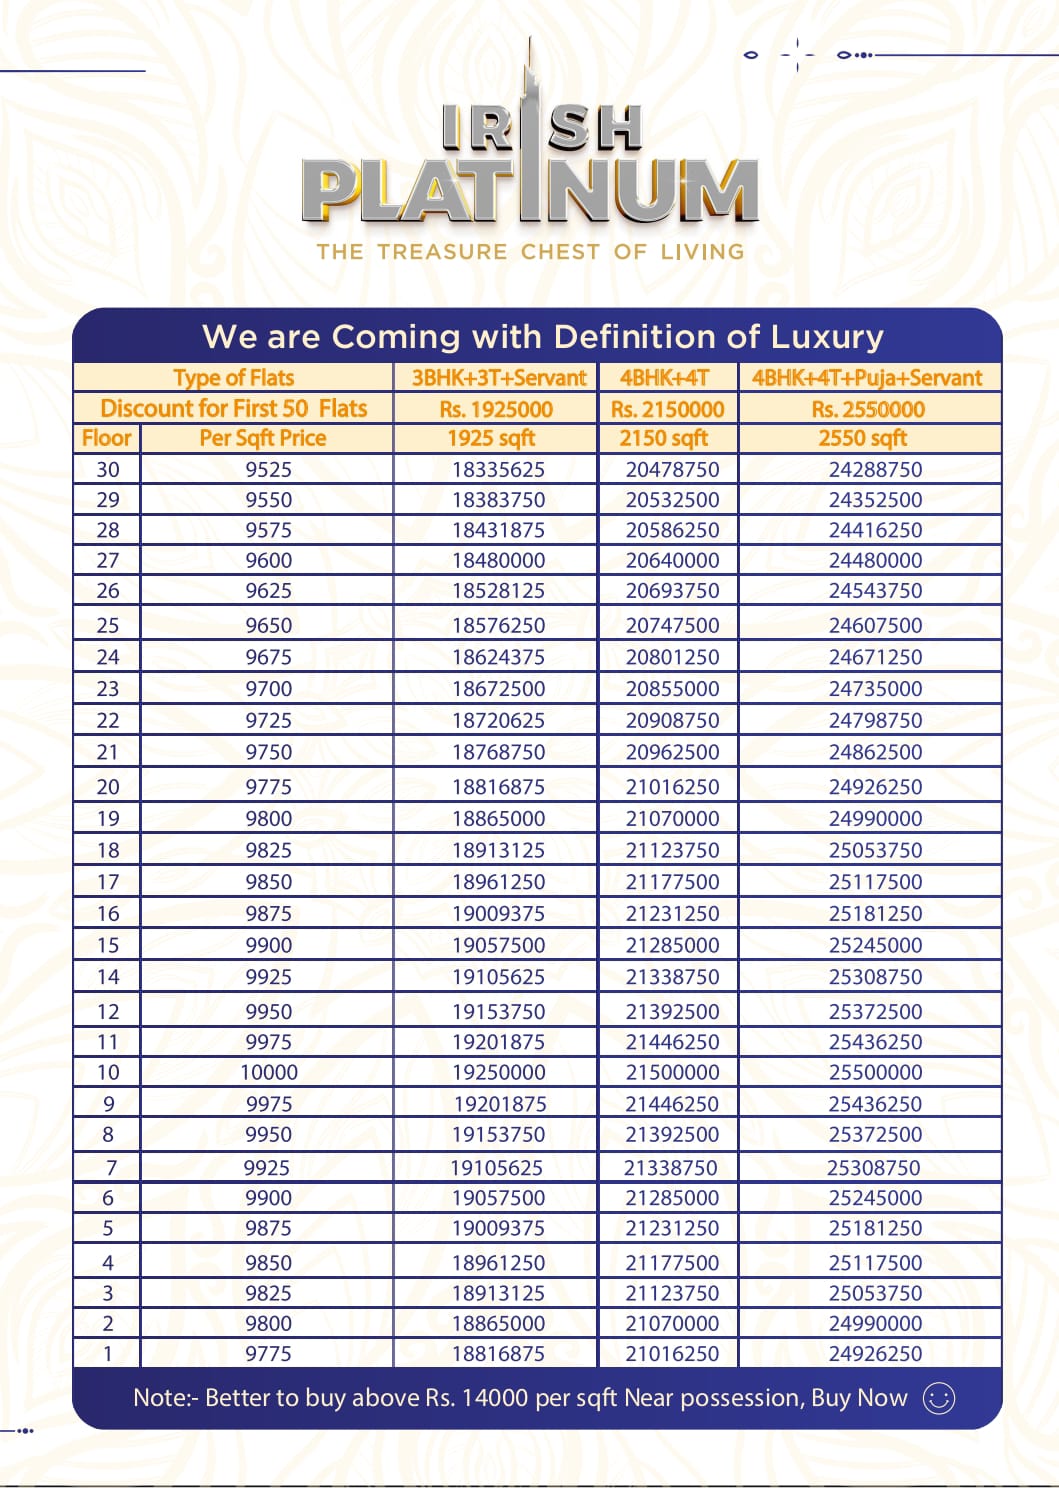 IRISH
PLATINUM
THE TREASURE CHEST OF LIVING
We are Coming with Definition of Luxury
Type of Flats 3BHK+3T+Servant 4BHK+4T 4BHK+4T+Puja+Servant
Discount for First 50 Flats Rs. 1925000 Rs. 2150000 Rs. 2550000
Floor Per Sqft Price 1925 sqft 2150 sqft 2550 sqft
30 9525 18335625 20478750 24288750
29 9550 18383750 20532500 24352500
28 9575 18431875 20586250 24416250
27 9600 18480000 20640000 24480000
26 9625 18528125 20693750 24543750
25 9650 18576250 20747500 24607500
24 9675 18624375 20801250 24671250
23 9700 18672500 20855000 24735000
22 9725 18720625 20908750 24798750
21 9750 18768750 20962500 24862500
20 9775 18816875 21016250 24926250
19 9800 18865000 21070000 24990000
18 9825 18913125 21123750 25053750
17 9850 18961250 21177500 25117500
16 9875 19009375 21231250 25181250
15 9900 19057500 21285000 25245000
14 9925 19105625 21338750 25308750
12 9950 19153750 21392500 25372500
11 9975 19201875 21446250 25436250
10 10000 19250000 21500000 25500000
9 9975 19201875 21446250 25436250
8 9950 19153750 21392500 25372500
7 9925 19105625 21338750 25308750
6 9900 19057500 21285000 25245000
5 9875 19009375 21231250 25181250
4 9850 18961250 21177500 25117500
3 9825 18913125 21123750 25053750
2 9800 18865000 21070000 24990000
1 9775 18816875 21016250 24926250
Note:- Better to buy above Rs. 14000 per sqft Near possession, Buy Now